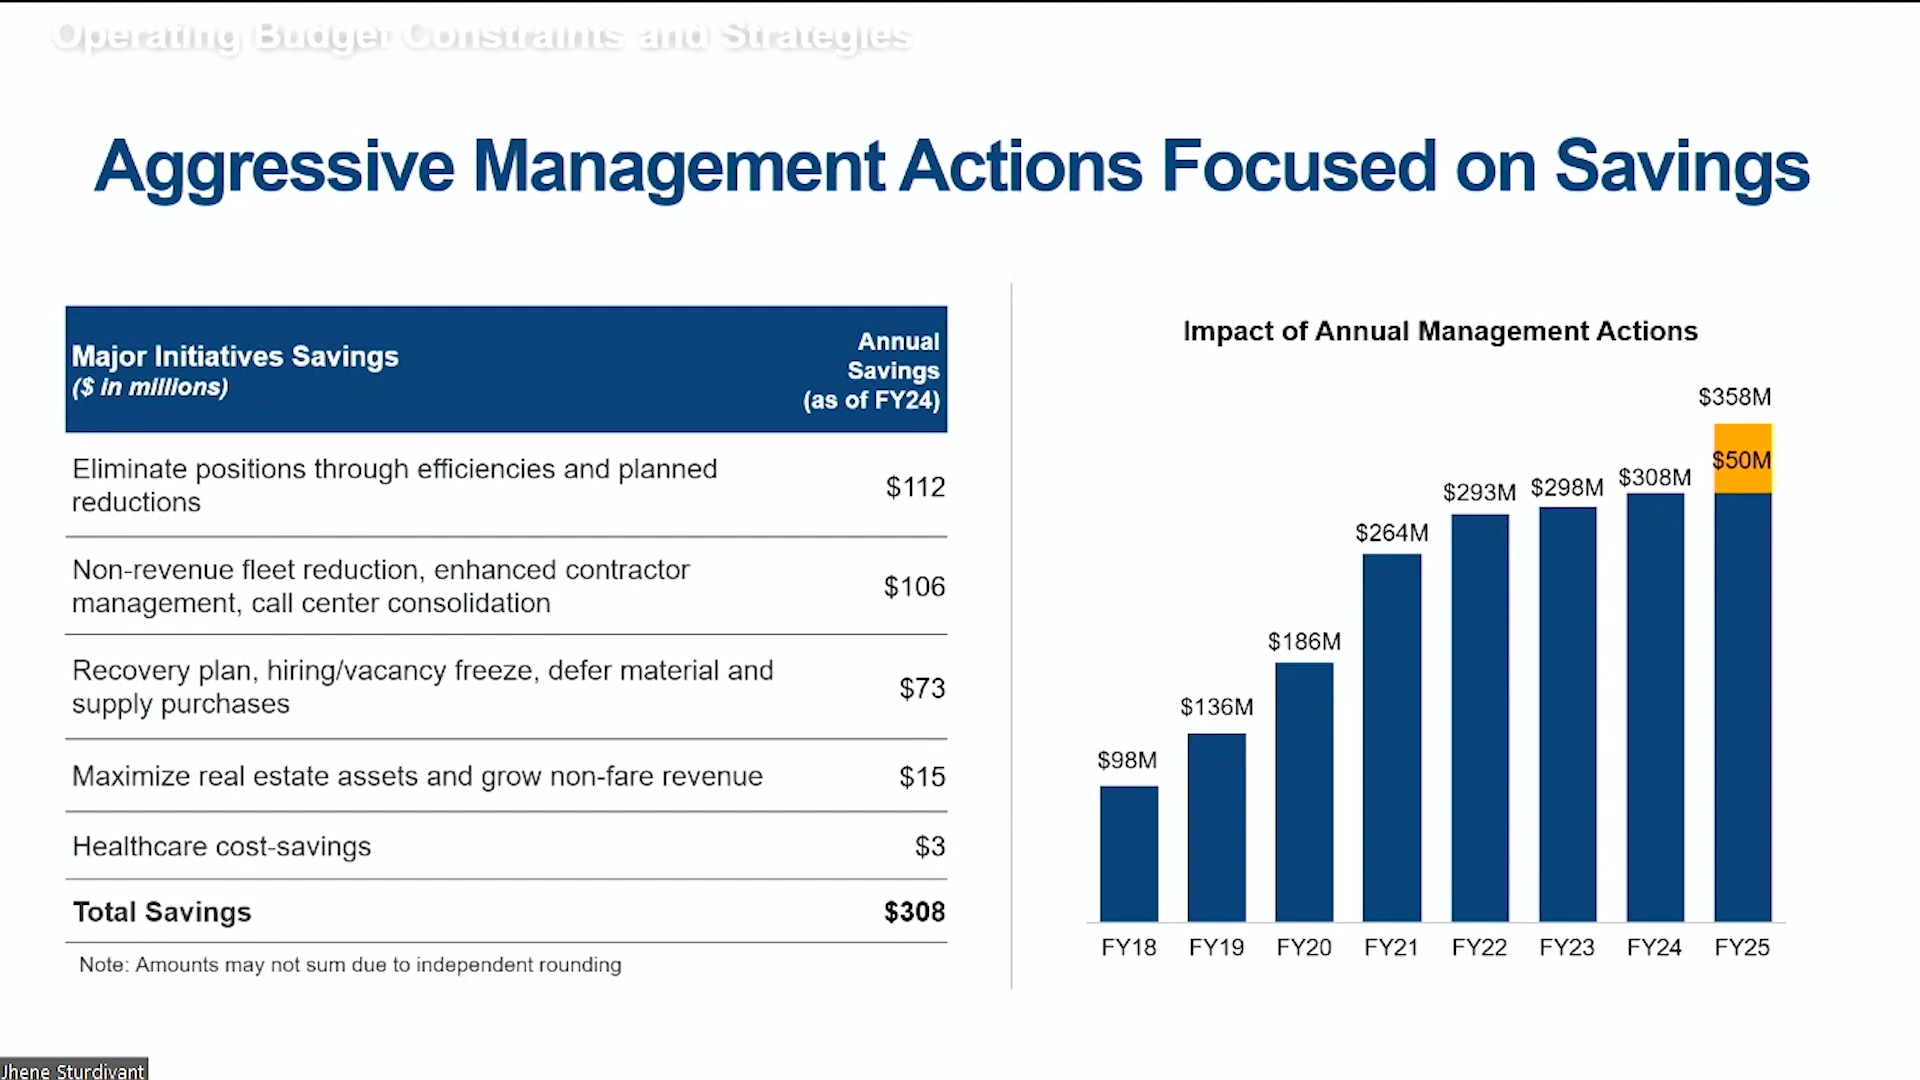 Operating Budget Constraints and Strategies
Aggressive Management Actions Focused on Savings
Major Initiatives Savings
($ in millions)
Annual
Savings
(as of FY24)
Eliminate positions through efficiencies and planned
reductions
$112
Non-revenue fleet reduction, enhanced contractor
management, call center consolidation
$106
Recovery plan, hiring/vacancy freeze, defer material and
supply purchases
$73
Maximize real estate assets and grow non-fare revenue
$15
Healthcare cost-savings
$3
Total Savings
$308
Note: Amounts may not sum due to independent rounding
Impact of Annual Management Actions
$98M
$136M
$186M
$264M
$293M
$298M
$308M
$358M
$50M
FY18
FY19
FY20
FY21
FY22
FY23
FY24
FY25
Jhene Sturdivant